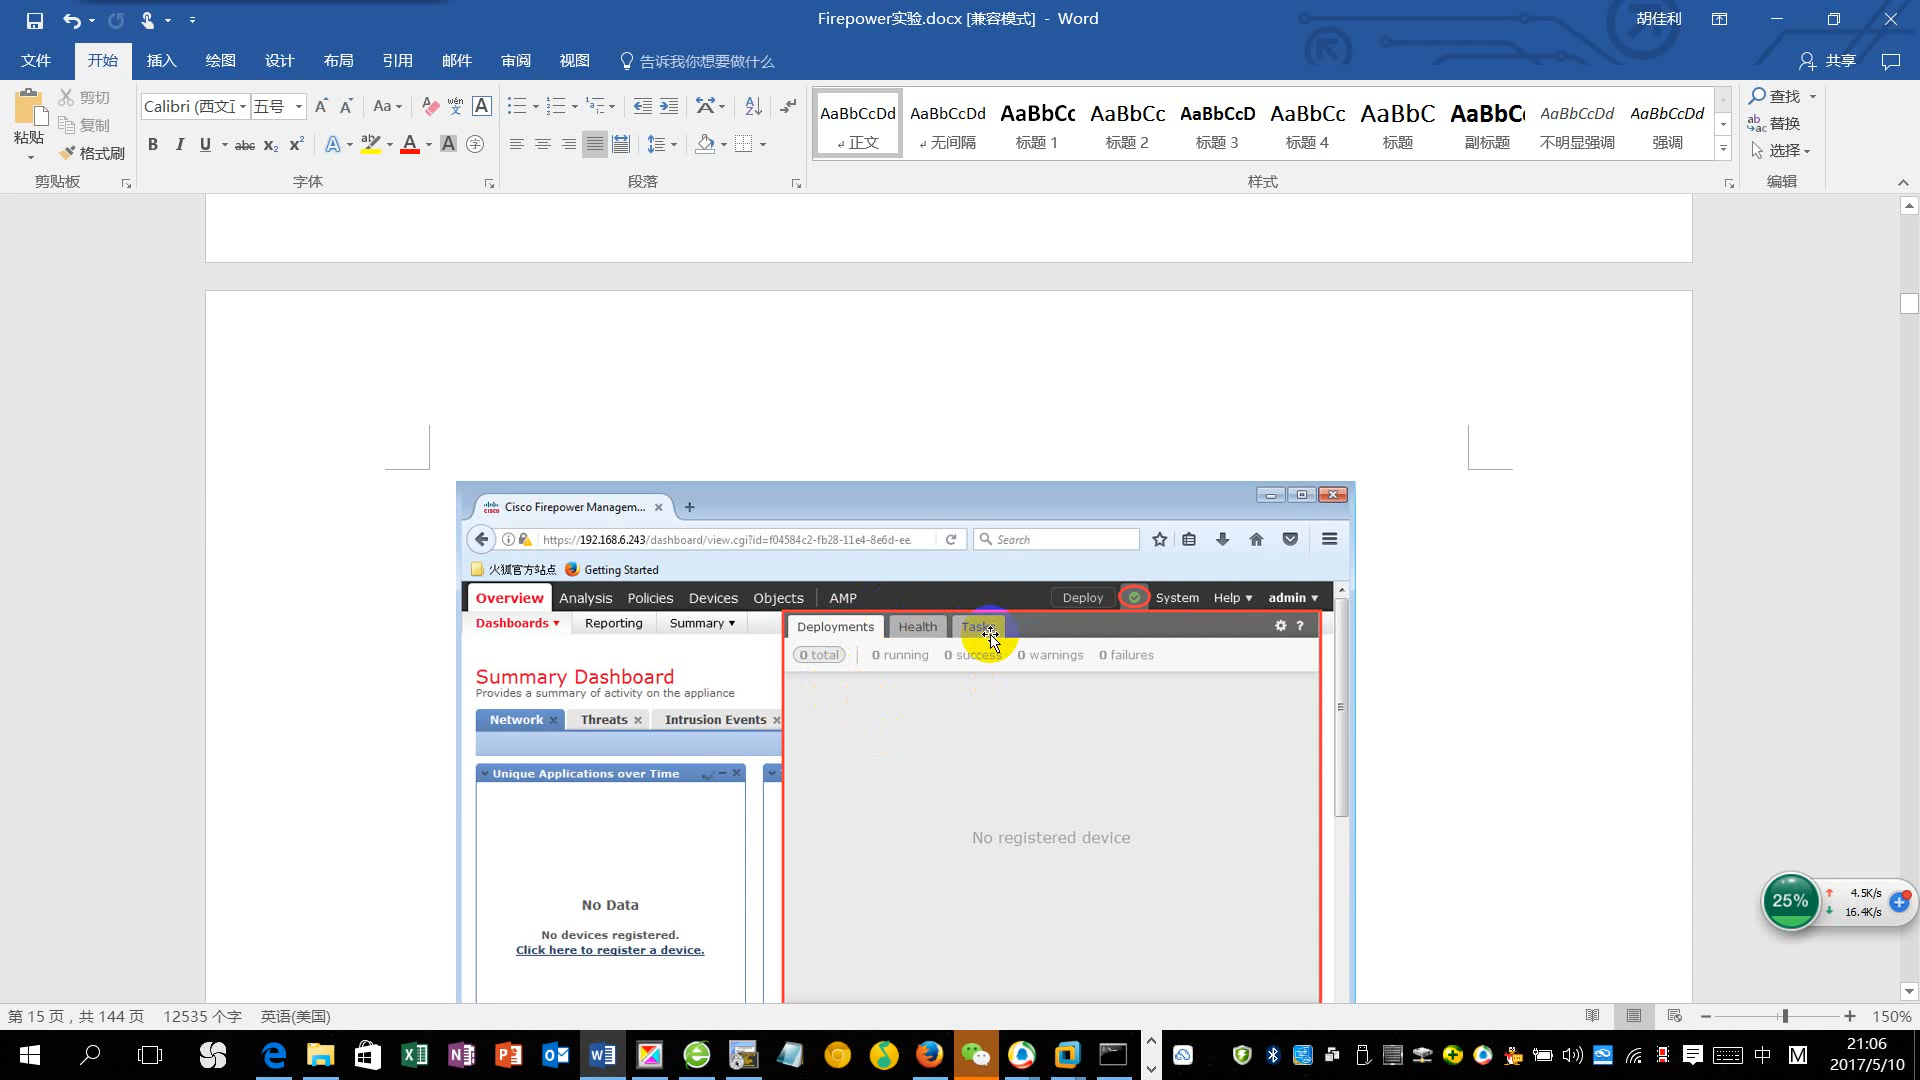 Firepower实验.docx [兼容模式] - Word
胡佳利
文件 开始 插入 绘图 设计 布局 引用 邮件 审阅 视图 告诉我你想要做什么 共享
粘贴 剪切 复制 格式刷
Calibri (西文正 五号
AaBbCcDd AaBbCcDd AaBbCc AaBbCc AaBbCcD AaBbCc AaBbC AaBbC AaBbCcDd AaBbCcDd
正文 无间隔 标题 1 标题 2 标题 3 标题 4 标题 副标题 不明显强调 强调
查找 替换 选择
剪贴板 字体 段落 样式 编辑
Cisco Firepower Managem...
https://192.168.6.243/dashboard/view.cgi?id=f04584c2-fb28-11e4-8e6d-ee. Search
火狐官方站点 Getting Started
Overview Analysis Policies Devices Objects AMP Deploy System Help admin
Dashboards Reporting Summary
Deployments Health Tasks
0 total 0 running 0 success 0 warnings 0 failures
Summary Dashboard
Provides a summary of activity on the appliance
Network Threats Intrusion Events
Unique Applications over Time
No registered device
No Data
No devices registered.
Click here to register a device.
25% 4.5K/s
16.4K/s
第 15 页，共 144 页 12535 个字 英语(美国) 150%
中 M
21:06
2017/5/10